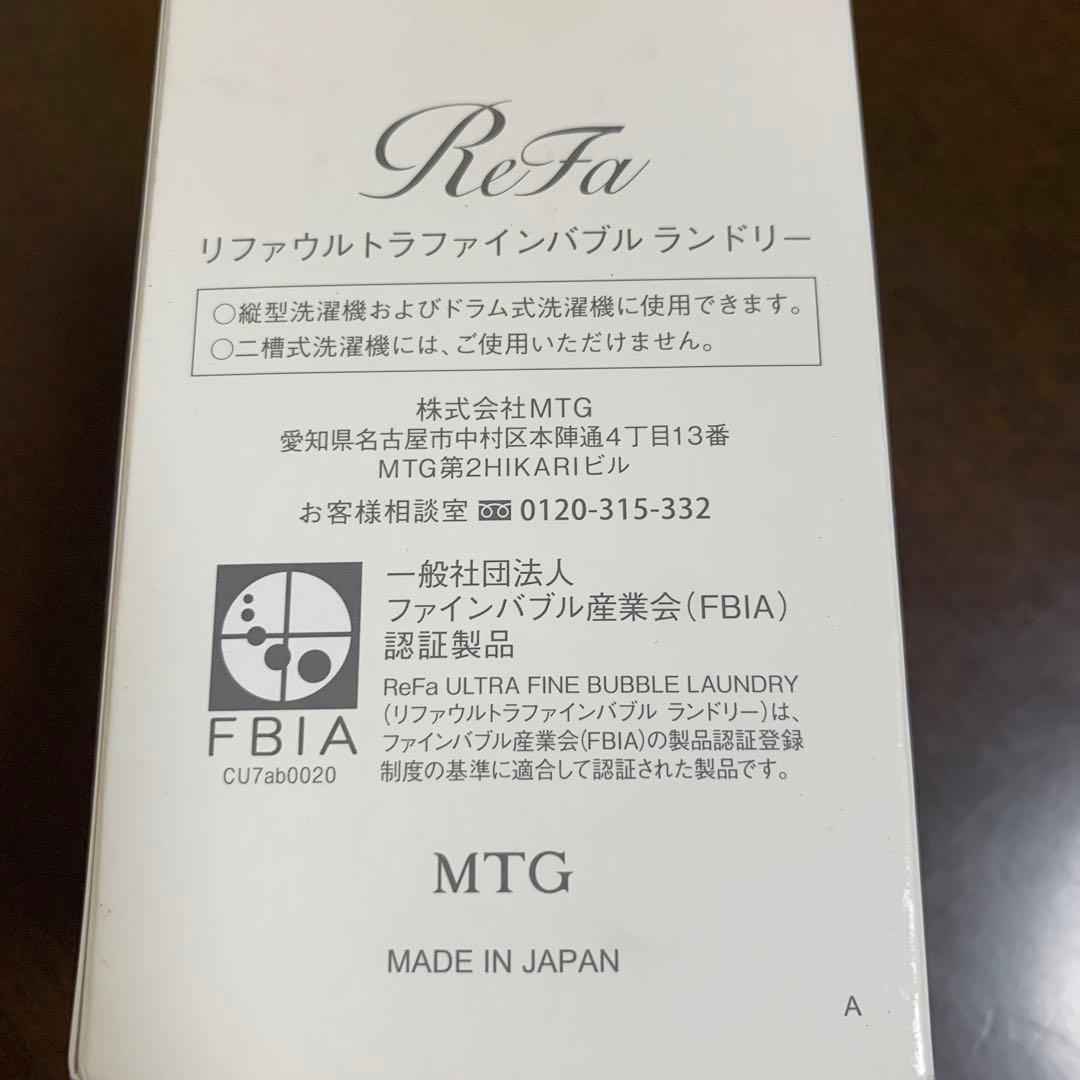 ReFa
リファウルトラファインバブル ランドリー
○縦型洗濯機およびドラム式洗濯機に使用できます。
○二槽式洗濯機には、ご使用いただけません。
株式会社MTG
愛知県名古屋市中村区本陣通4丁目13番
MTG第2HIKARIビル
お客様相談室 0120-315-332
一般社団法人
ファインバブル産業会(FBIA)
認証製品
FBIA
CU7ab0020
ReFa ULTRA FINE BUBBLE LAUNDRY
(リファウルトラファインバブル ランドリー)は、
ファインバブル産業会(FBIA)の製品認証登録
制度の基準に適合して認証された製品です。
MTG
MADE IN JAPAN
A